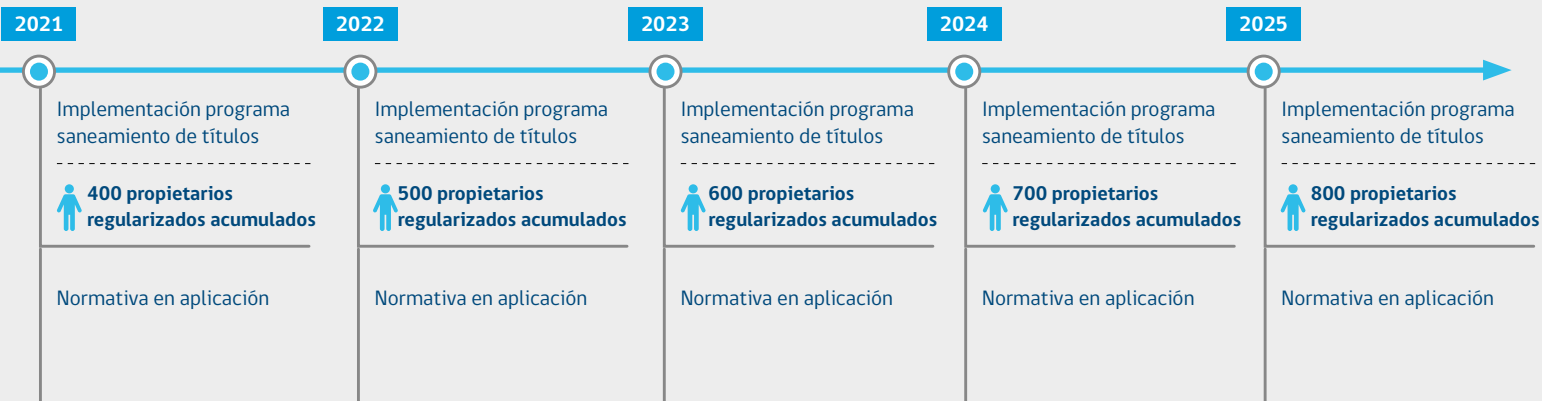 2021
Implementación programa
saneamiento de títulos
400 propietarios
regularizados acumulados
Normativa en aplicación
2022
Implementación programa
saneamiento de títulos
500 propietarios
regularizados acumulados
Normativa en aplicación
2023
Implementación programa
saneamiento de títulos
600 propietarios
regularizados acumulados
Normativa en aplicación
2024
Implementación programa
saneamiento de títulos
700 propietarios
regularizados acumulados
Normativa en aplicación
2025
Implementación programa
saneamiento de títulos
800 propietarios
regularizados acumulados
Normativa en aplicación